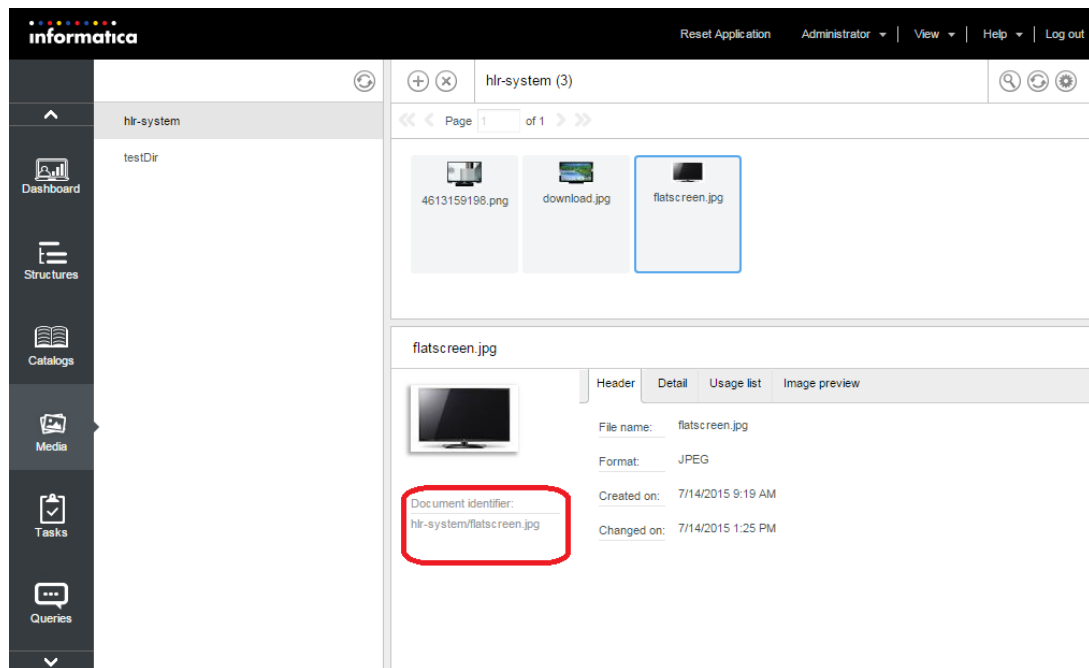 informatica
Reset Application Administrator View Help Log out
hlr-system (3)
hlr-system
testDir
Page 1 of 1
4613159198.png
download.jpg
flatscreen.jpg
Dashboard
Structures
Catalogs
Media
Tasks
Queries
flatscreen.jpg
Document identifier:
hlr-system/flatscreen.jpg
Header Detail Usage list Image preview
File name: flatscreen.jpg
Format: JPEG
Created on: 7/14/2015 9:19 AM
Changed on: 7/14/2015 1:25 PM